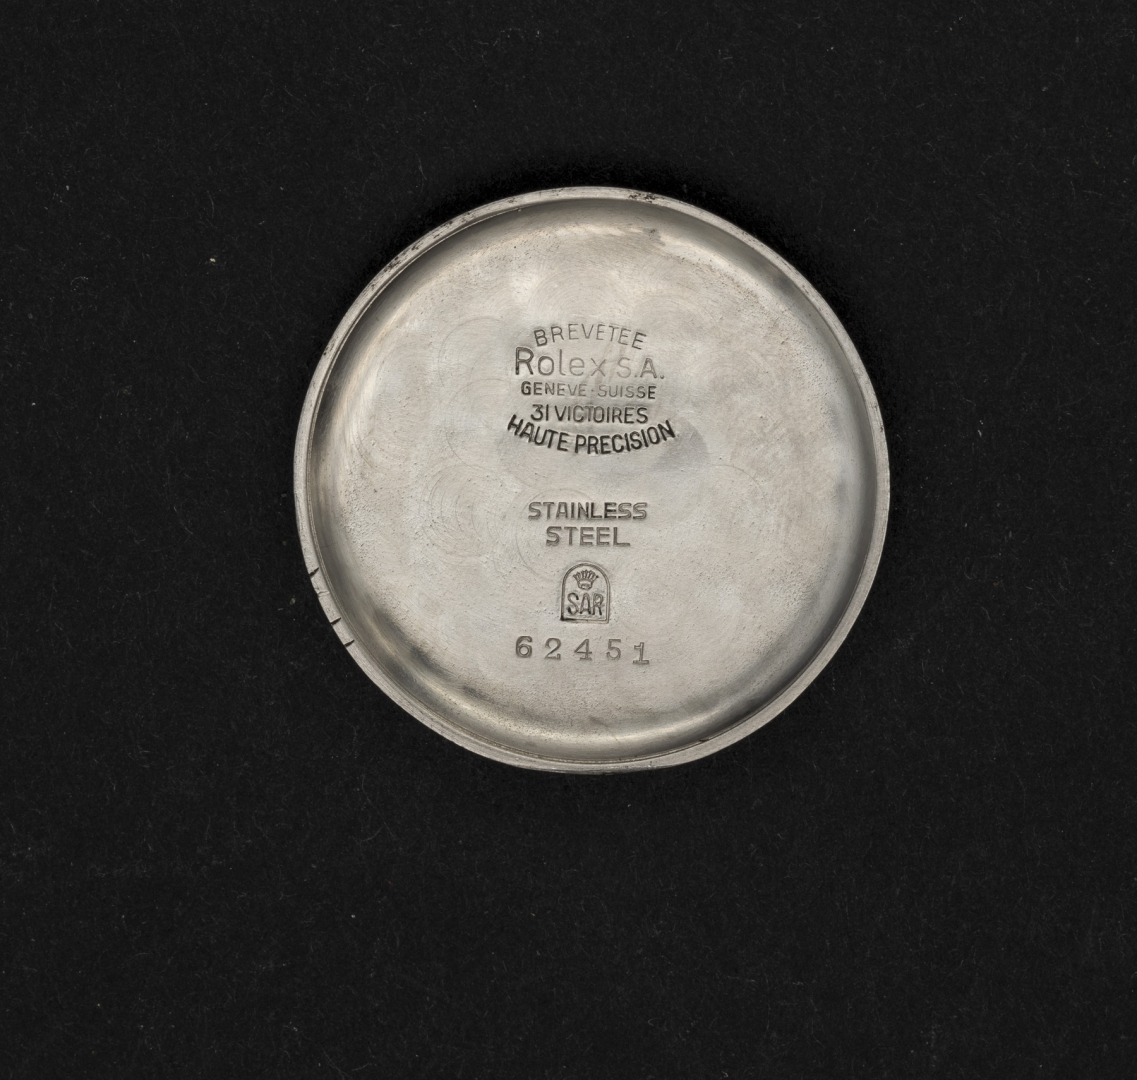 BREVETEE
Rolex S.A.
GENEVE·SUISSE
31 VICTOIRES
HAUTE PRECISION
STAINLESS
STEEL
SAR
62451